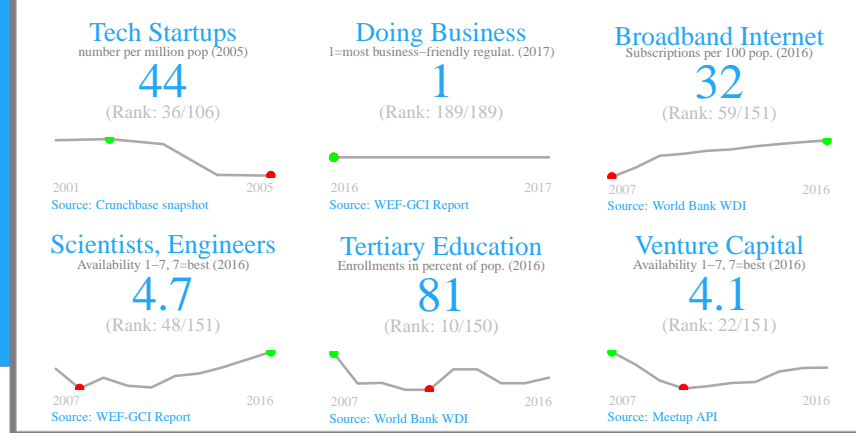 Tech Startups
number per million pop (2005)
44
(Rank: 36/106)
2001 2005
Source: Crunchbase snapshot
Doing Business
1=most business−friendly regulat. (2017)
1
(Rank: 189/189)
2016 2017
Source: WEF-GCI Report
Broadband Internet
Subscriptions per 100 pop. (2016)
32
(Rank: 59/151)
2007 2016
Source: World Bank WDI
Scientists, Engineers
Availability 1−7, 7=best (2016)
4.7
(Rank: 48/151)
2007 2016
Source: WEF-GCI Report
Tertiary Education
Enrollments in percent of pop. (2016)
81
(Rank: 10/150)
2007 2016
Source: World Bank WDI
Venture Capital
Availability 1−7, 7=best (2016)
4.1
(Rank: 22/151)
2007 2016
Source: Meetup API